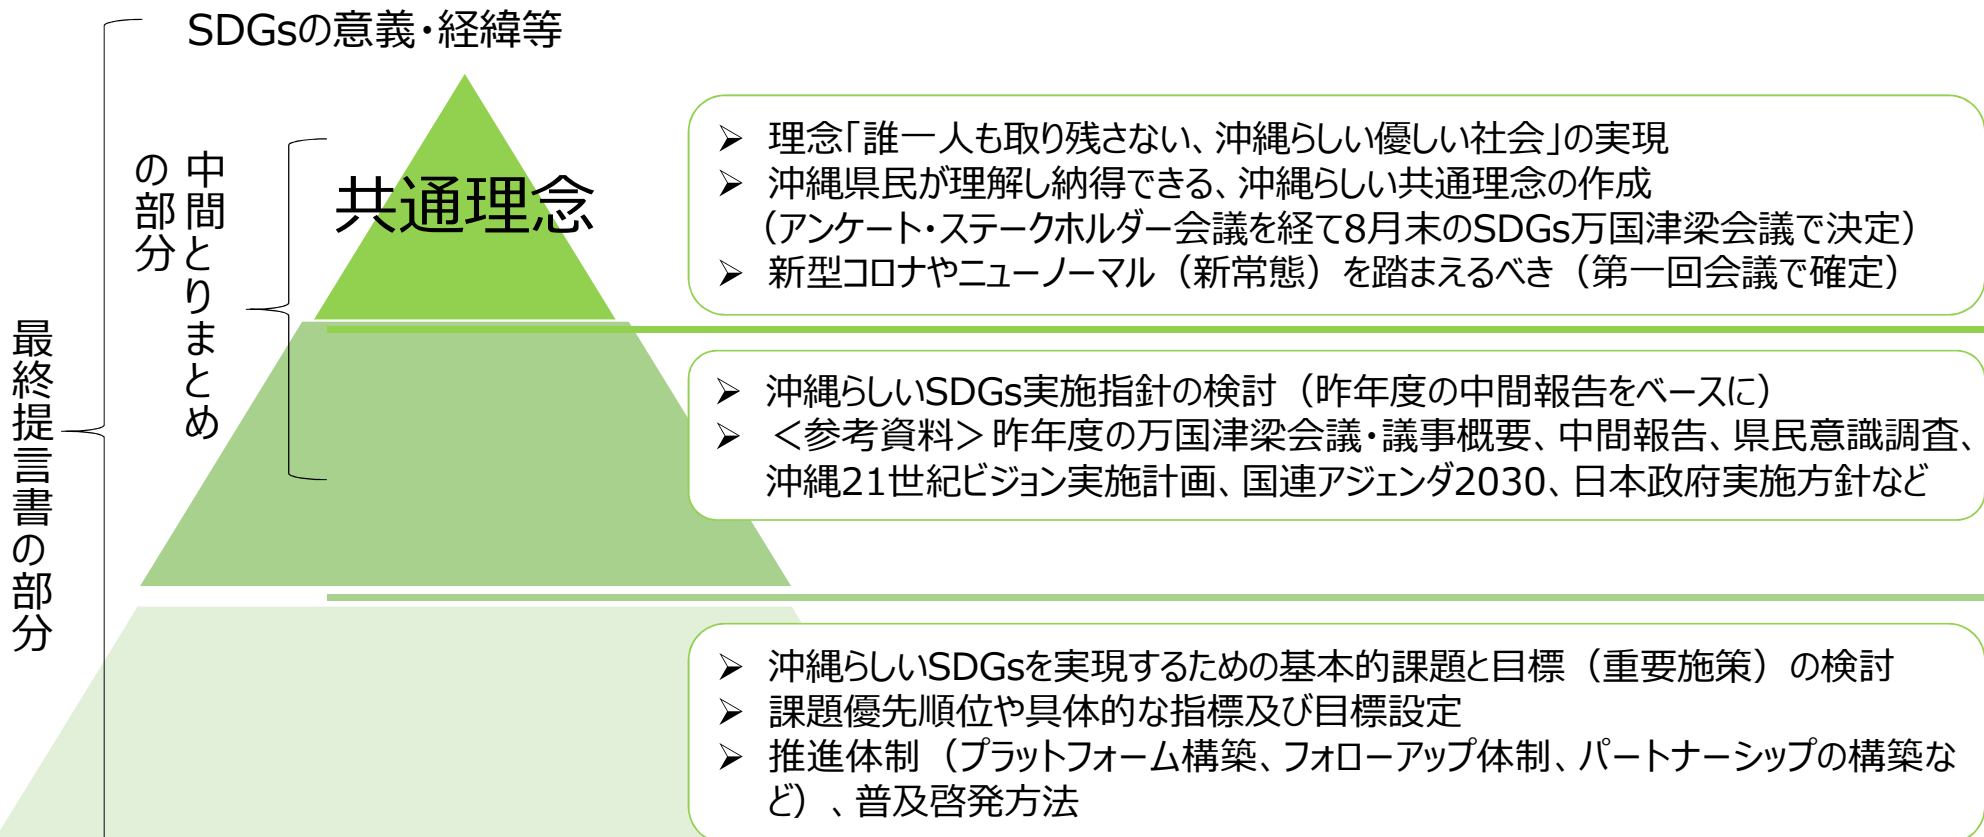 SDGsの意義・経緯等
中間とりまとめ
の部分
最終提言書の部分
共通理念
➢ 理念「誰一人も取り残さない、沖縄らしい優しい社会」の実現
➢ 沖縄県民が理解し納得できる、沖縄らしい共通理念の作成
（アンケート・ステークホルダー会議を経て8月末のSDGs万国津梁会議で決定）
➢ 新型コロナやニューノーマル（新常態）を踏まえるべき（第一回会議で確定）
➢ 沖縄らしいSDGs実施指針の検討（昨年度の中間報告をベースに）
➢ ＜参考資料＞昨年度の万国津梁会議・議事概要、中間報告、県民意識調査、
沖縄21世紀ビジョン実施計画、国連アジェンダ2030、日本政府実施方針など
➢ 沖縄らしいSDGsを実現するための基本的課題と目標（重要施策）の検討
➢ 課題優先順位や具体的な指標及び目標設定
➢ 推進体制（プラットフォーム構築、フォローアップ体制、パートナーシップの構築な
ど）、普及啓発方法